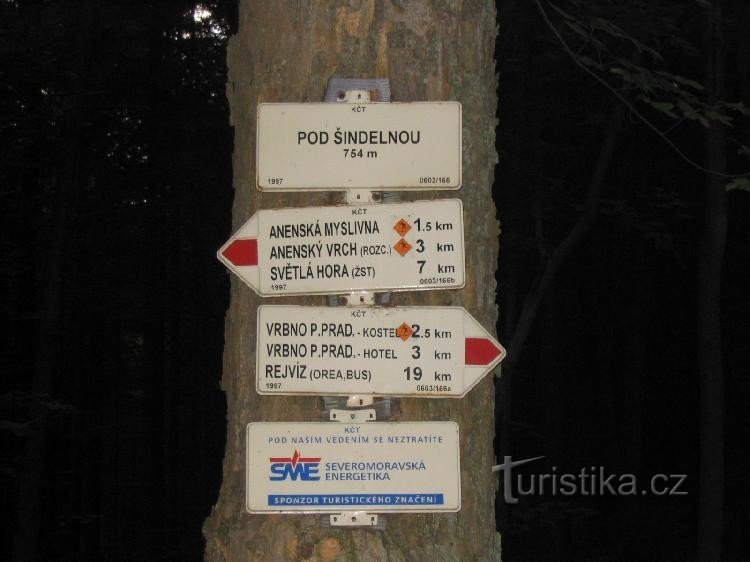 KČT
POD ŠINDELNOU
754 m
1997 0603/166
KČT
ANENSKÁ MYSLIVNA 1.5 km
ANENSKÝ VRCH (ROZC.) 3 km
SVĚTLÁ HORA (ŽST) 7 km
1997 0603/166b
KČT
VRBNO P.PRAD. - KOSTEL 2.5 km
VRBNO P.PRAD. - HOTEL 3 km
REJVÍZ (OREA,BUS) 19 km
1997 0603/166a
KČT
POD NAŠÍM VEDENÍM SE NEZTRATÍTE
SME SEVEROMORAVSKÁ
ENERGETIKA
SPONZOR TURISTICKÉHO ZNAČENÍ
Turistika.cz